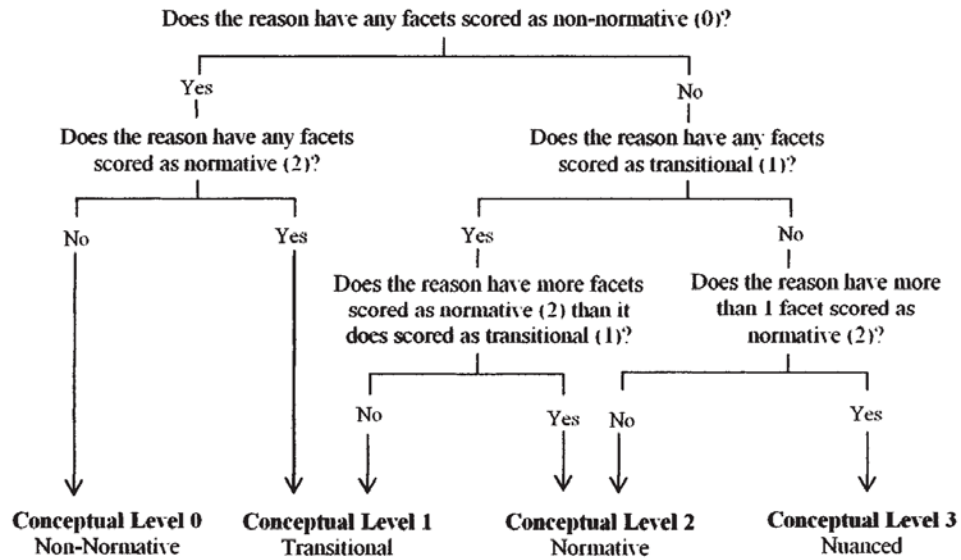 Does the reason have any facets scored as non-normative (0)?
Yes
No
Does the reason have any facets
scored as normative (2)?
Does the reason have any facets
scored as transitional (1)?
No
Yes
Yes
No
Does the reason have more facets
scored as normative (2) than it
does scored as transitional (1)?
Does the reason have more
than 1 facet scored as
normative (2)?
No
Yes
No
Yes
Conceptual Level 0
Non-Normative
Conceptual Level 1
Transitional
Conceptual Level 2
Normative
Conceptual Level 3
Nuanced